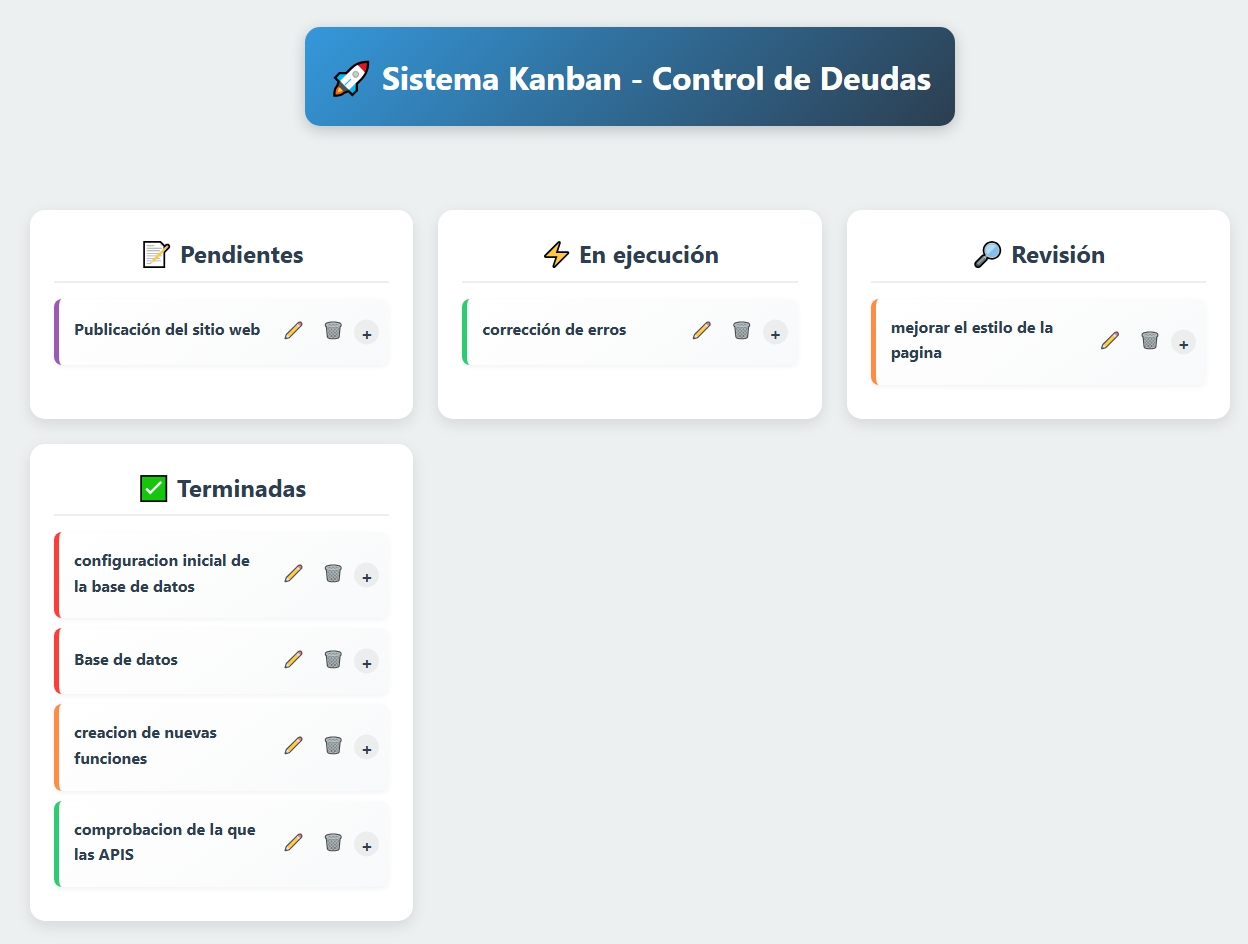 🚀 Sistema Kanban - Control de Deudas
📝 Pendientes
Publicación del sitio web
+
⚡ En ejecución
corrección de erros
+
🔎 Revisión
mejorar el estilo de la
pagina
+
✅ Terminadas
configuracion inicial de
la base de datos
+
Base de datos
+
creacion de nuevas
funciones
+
comprobacion de la que
las APIS
+